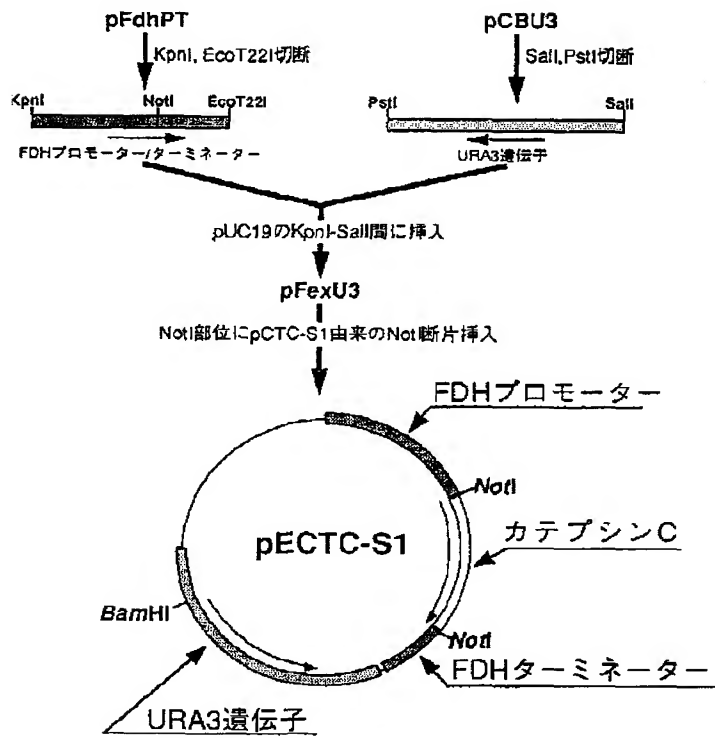 pFdhPT
pCBU3
KpnI, EcoT22I切断
SalI, PstI切断
KpnI
NotI
EcoT22I
PstI
SalI
FDHプロモーター/ターミネーター
URA3遺伝子
pUC19のKpnI-SalI間に挿入
pFexU3
NotI部位にpCTC-S1由来のNotI断片挿入
FDHプロモーター
NotI
pECTC-S1
カテプシンC
BamHI
NotI
FDHターミネーター
URA3遺伝子